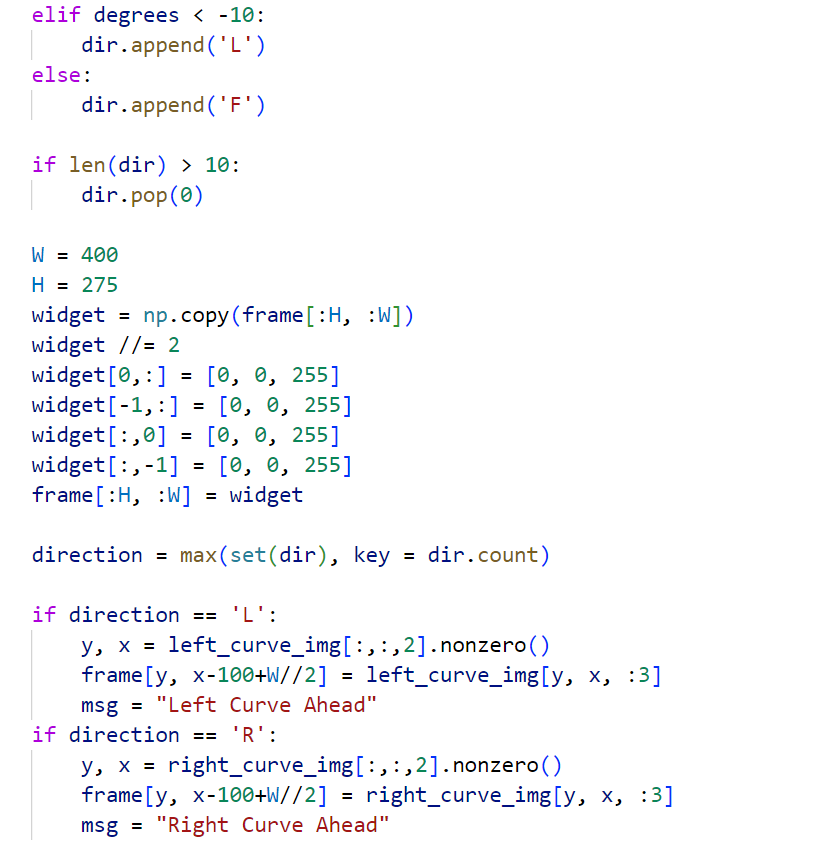 elif degrees < -10:
    dir.append('L')
else:
    dir.append('F')

if len(dir) > 10:
    dir.pop(0)

W = 400
H = 275
widget = np.copy(frame[:H, :W])
widget //= 2
widget[0,:] = [0, 0, 255]
widget[-1,:] = [0, 0, 255]
widget[:,0] = [0, 0, 255]
widget[:,-1] = [0, 0, 255]
frame[:H, :W] = widget

direction = max(set(dir), key = dir.count)

if direction == 'L':
    y, x = left_curve_img[:,:,2].nonzero()
    frame[y, x-100+W//2] = left_curve_img[y, x, :3]
    msg = "Left Curve Ahead"
if direction == 'R':
    y, x = right_curve_img[:,:,2].nonzero()
    frame[y, x-100+W//2] = right_curve_img[y, x, :3]
    msg = "Right Curve Ahead"